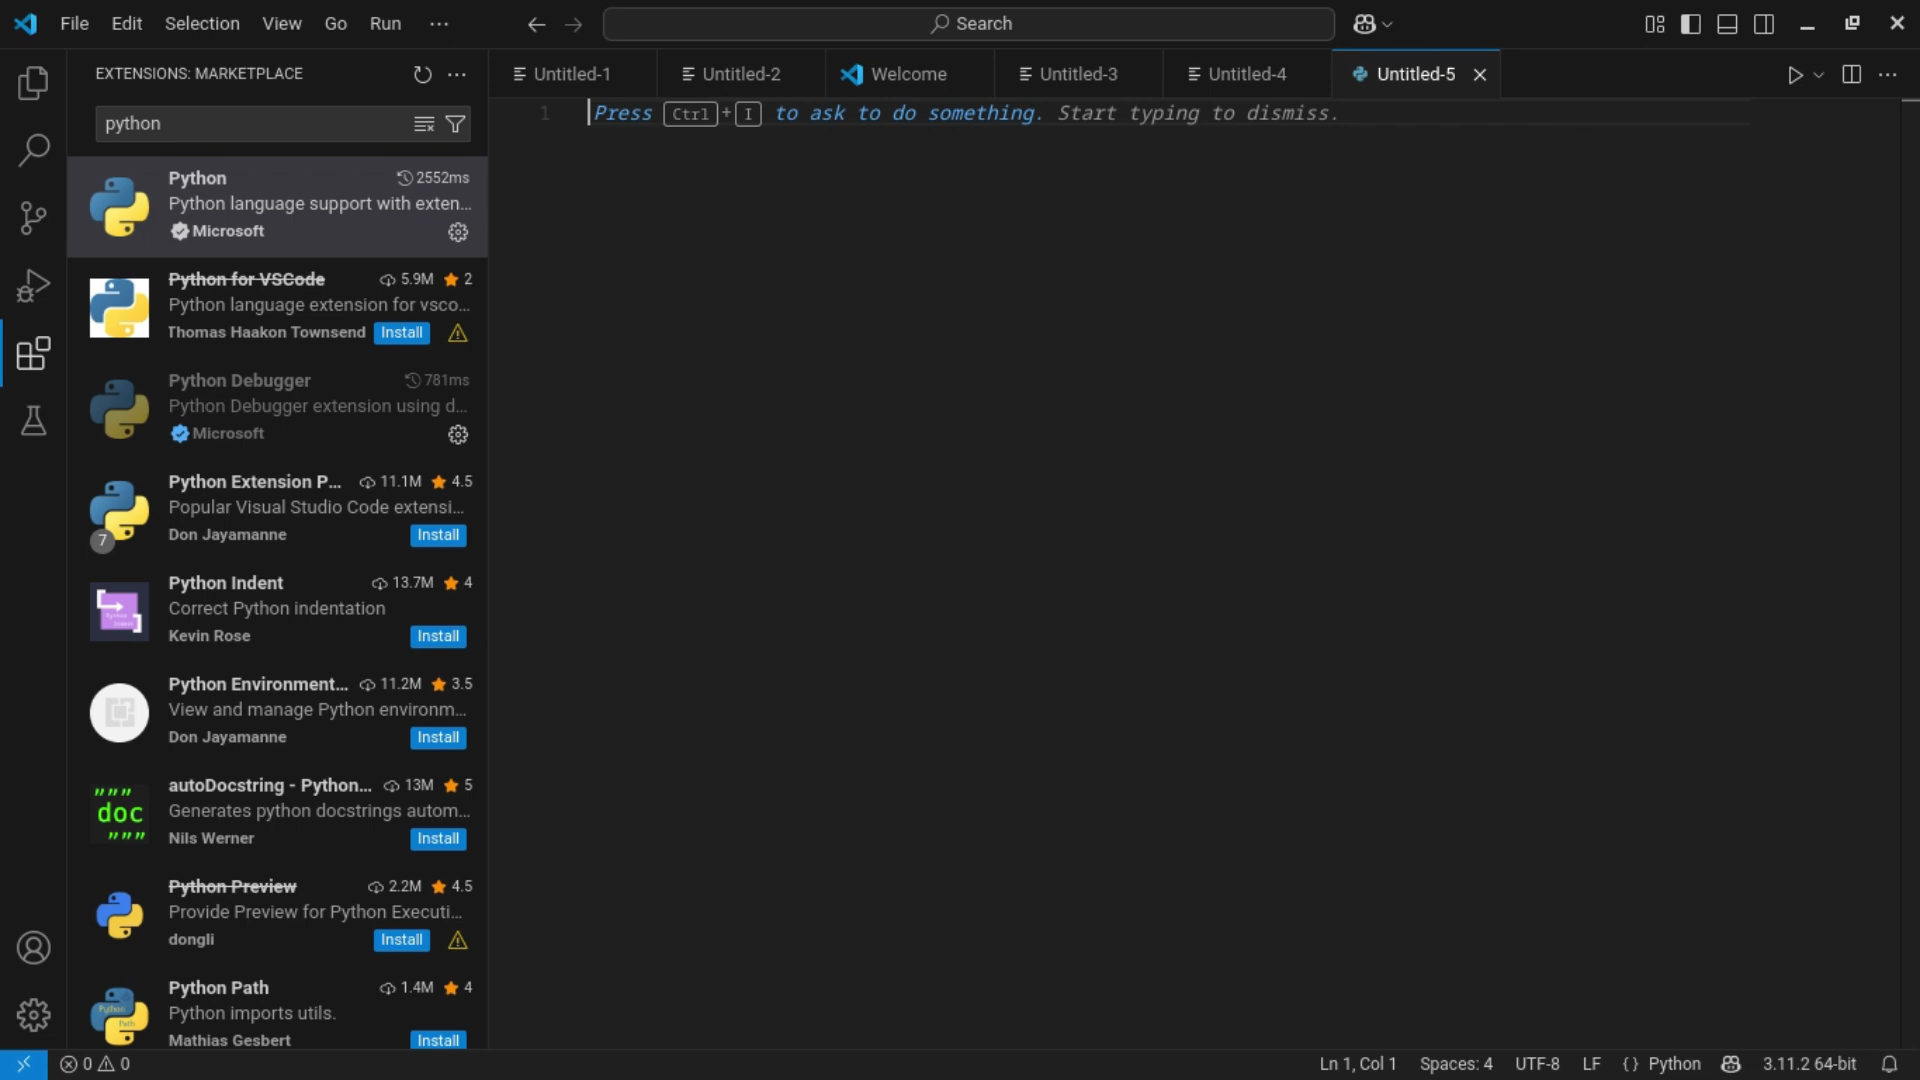 File Edit Selection View Go Run ···
Search
EXTENSIONS: MARKETPLACE
Untitled-1
Untitled-2
Welcome
Untitled-3
Untitled-4
Untitled-5
python
1
Press Ctrl+I to ask to do something. Start typing to dismiss.
Python 2552ms
Python language support with exten...
Microsoft
Python for VSCode 5.9M 2
Python language extension for vsco...
Thomas Haakon Townsend Install
Python Debugger 781ms
Python Debugger extension using d...
Microsoft
Python Extension P... 11.1M 4.5
Popular Visual Studio Code extensi...
7
Don Jayamanne Install
Python Indent 13.7M 4
Correct Python indentation
Kevin Rose Install
Python Environment... 11.2M 3.5
View and manage Python environm...
Don Jayamanne Install
autoDocstring - Python... 13M 5
Generates python docstrings autom...
""" doc """
Nils Werner Install
Python Preview 2.2M 4.5
Provide Preview for Python Executi...
dongli Install
Python Path 1.4M 4
Python imports utils.
Python
Path
Mathias Gesbert Install
0 0
Ln 1, Col 1 Spaces: 4 UTF-8 LF {} Python 3.11.2 64-bit